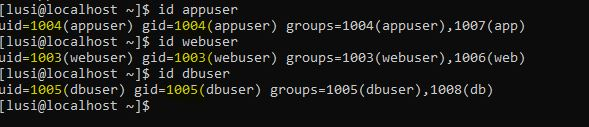 [lusi@localhost ~]$ id appuser
uid=1004(appuser) gid=1004(appuser) groups=1004(appuser),1007(app)
[lusi@localhost ~]$ id webuser
uid=1003(webuser) gid=1003(webuser) groups=1003(webuser),1006(web)
[lusi@localhost ~]$ id dbuser
uid=1005(dbuser) gid=1005(dbuser) groups=1005(dbuser),1008(db)
[lusi@localhost ~]$